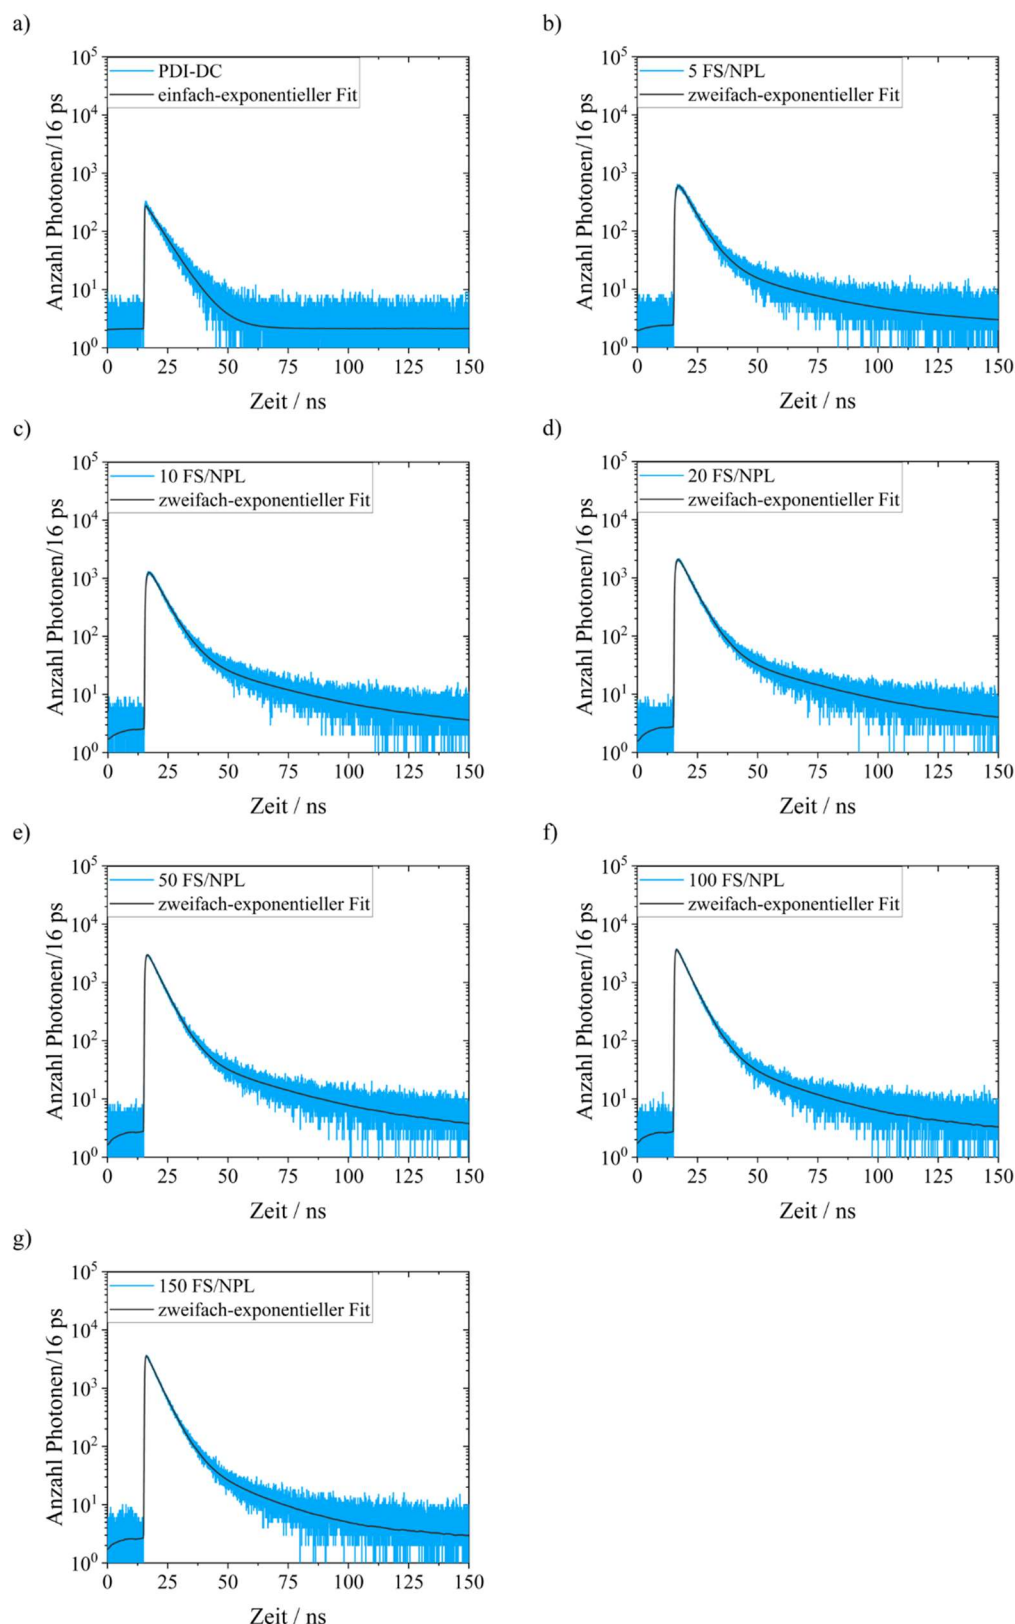 a)
10⁵
10⁴
10³
10²
10¹
10⁰
Anzahl Photonen/16 ps
PDI-DC
einfach-exponentieller Fit
0 25 50 75 100 125 150
Zeit / ns
b)
10⁵
10⁴
10³
10²
10¹
10⁰
Anzahl Photonen/16 ps
5 FS/NPL
zweifach-exponentieller Fit
0 25 50 75 100 125 150
Zeit / ns
c)
10⁵
10⁴
10³
10²
10¹
10⁰
Anzahl Photonen/16 ps
10 FS/NPL
zweifach-exponentieller Fit
0 25 50 75 100 125 150
Zeit / ns
d)
10⁵
10⁴
10³
10²
10¹
10⁰
Anzahl Photonen/16 ps
20 FS/NPL
zweifach-exponentieller Fit
0 25 50 75 100 125 150
Zeit / ns
e)
10⁵
10⁴
10³
10²
10¹
10⁰
Anzahl Photonen/16 ps
50 FS/NPL
zweifach-exponentieller Fit
0 25 50 75 100 125 150
Zeit / ns
f)
10⁵
10⁴
10³
10²
10¹
10⁰
Anzahl Photonen/16 ps
100 FS/NPL
zweifach-exponentieller Fit
0 25 50 75 100 125 150
Zeit / ns
g)
10⁵
10⁴
10³
10²
10¹
10⁰
Anzahl Photonen/16 ps
150 FS/NPL
zweifach-exponentieller Fit
0 25 50 75 100 125 150
Zeit / ns